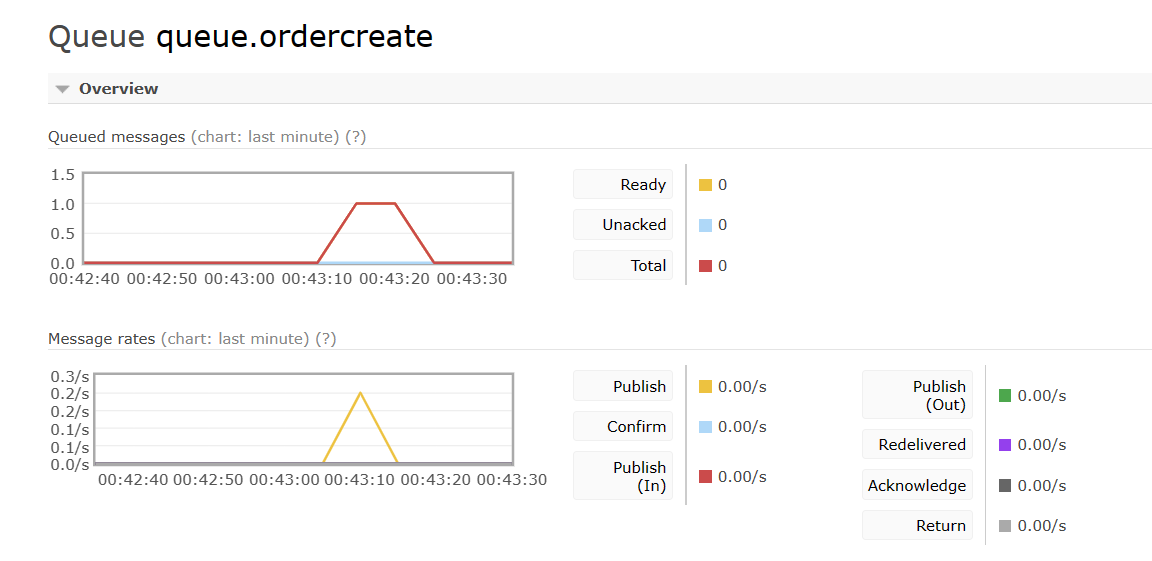 Queue queue.ordercreate
Overview
Queued messages (chart: last minute) (?)
1.5
1.0
0.5
0.0
00:42:40 00:42:50 00:43:00 00:43:10 00:43:20 00:43:30
Ready 0
Unacked 0
Total 0
Message rates (chart: last minute) (?)
0.3/s
0.2/s
0.2/s
0.1/s
0.1/s
0.0/s
00:42:40 00:42:50 00:43:00 00:43:10 00:43:20 00:43:30
Publish 0.00/s
Confirm 0.00/s
Publish
(In) 0.00/s
Publish
(Out) 0.00/s
Redelivered 0.00/s
Acknowledge 0.00/s
Return 0.00/s